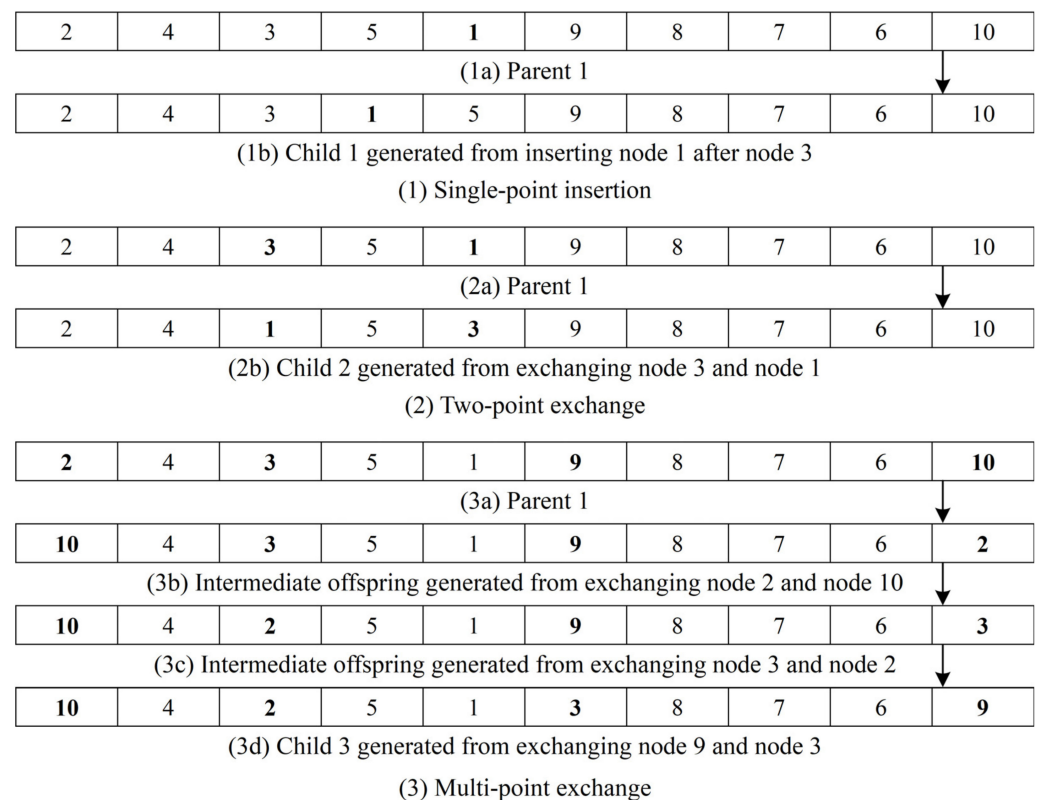 2 4 3 5 1 9 8 7 6 10
(1a) Parent 1
2 4 3 1 5 9 8 7 6 10
(1b) Child 1 generated from inserting node 1 after node 3
(1) Single-point insertion
2 4 3 5 1 9 8 7 6 10
(2a) Parent 1
2 4 1 5 3 9 8 7 6 10
(2b) Child 2 generated from exchanging node 3 and node 1
(2) Two-point exchange
2 4 3 5 1 9 8 7 6 10
(3a) Parent 1
10 4 3 5 1 9 8 7 6 2
(3b) Intermediate offspring generated from exchanging node 2 and node 10
10 4 2 5 1 9 8 7 6 3
(3c) Intermediate offspring generated from exchanging node 3 and node 2
10 4 2 5 1 3 8 7 6 9
(3d) Child 3 generated from exchanging node 9 and node 3
(3) Multi-point exchange